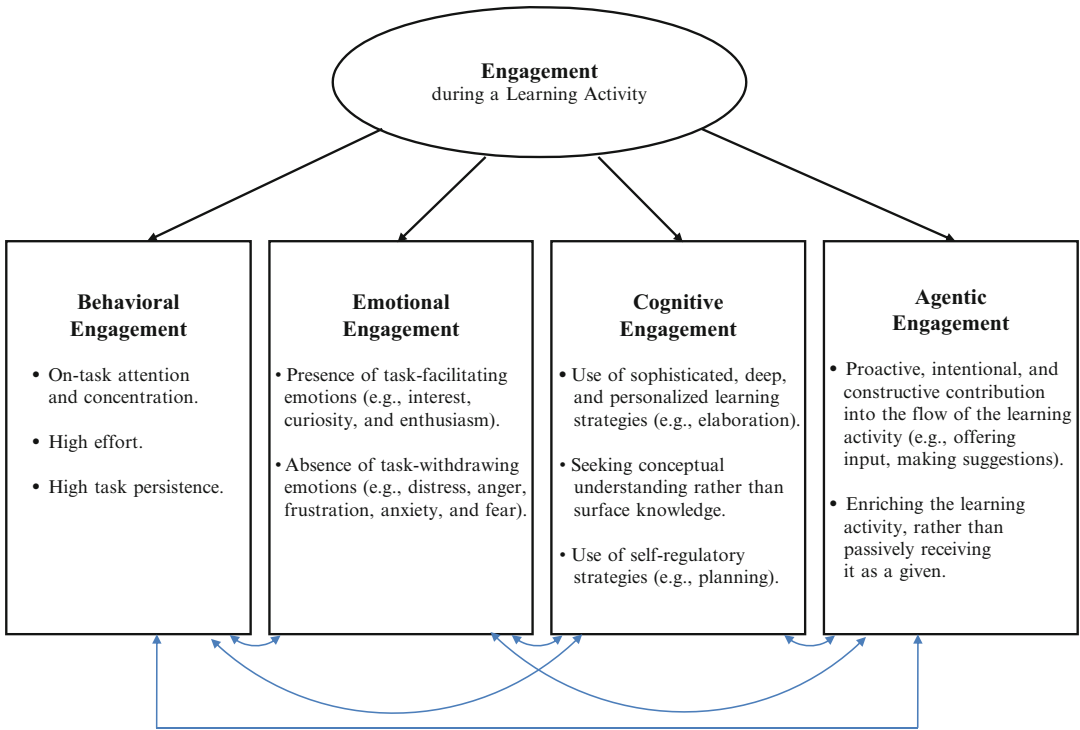 Engagement
during a Learning Activity
Behavioral
Engagement
• On-task attention
and concentration.
• High effort.
• High task persistence.
Emotional
Engagement
• Presence of task-facilitating
emotions (e.g., interest,
curiosity, and enthusiasm).
• Absence of task-withdrawing
emotions (e.g., distress, anger,
frustration, anxiety, and fear).
Cognitive
Engagement
• Use of sophisticated, deep,
and personalized learning
strategies (e.g., elaboration).
• Seeking conceptual
understanding rather than
surface knowledge.
• Use of self-regulatory
strategies (e.g., planning).
Agentic
Engagement
• Proactive, intentional, and
constructive contribution
into the flow of the learning
activity (e.g., offering
input, making suggestions).
• Enriching the learning
activity, rather than
passively receiving
it as a given.